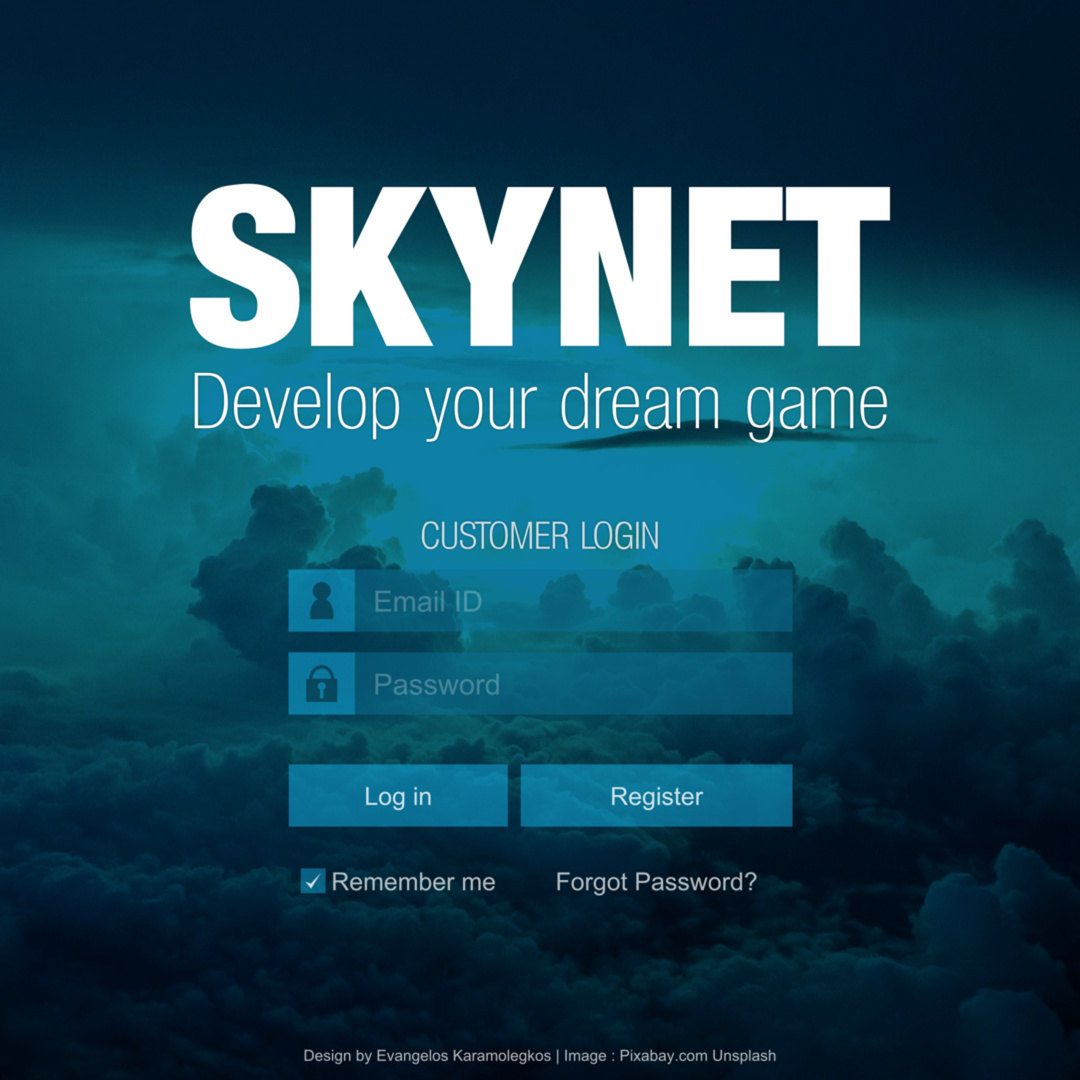 SKYNET
Develop your dream game
CUSTOMER LOGIN
Email ID
Password
Log in Register
Remember me Forgot Password?
Design by Evangelos Karamolegkos | Image : Pixabay.com Unsplash